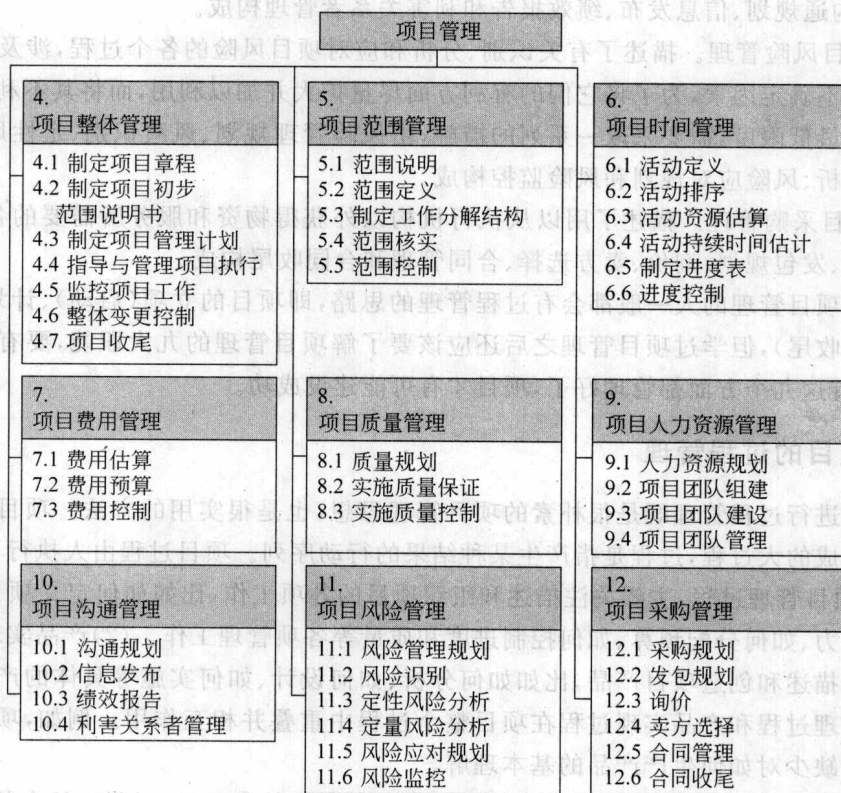 项目管理
4.
项目整体管理
4.1 制定项目章程
4.2 制定项目初步
范围说明书
4.3 制定项目管理计划
4.4 指导与管理项目执行
4.5 监控项目工作
4.6 整体变更控制
4.7 项目收尾
5.
项目范围管理
5.1 范围说明
5.2 范围定义
5.3 制定工作分解结构
5.4 范围核实
5.5 范围控制
6.
项目时间管理
6.1 活动定义
6.2 活动排序
6.3 活动资源估算
6.4 活动持续时间估计
6.5 制定进度表
6.6 进度控制
7.
项目费用管理
7.1 费用估算
7.2 费用预算
7.3 费用控制
8.
项目质量管理
8.1 质量规划
8.2 实施质量保证
8.3 实施质量控制
9.
项目人力资源管理
9.1 人力资源规划
9.2 项目团队组建
9.3 项目团队建设
9.4 项目团队管理
10.
项目沟通管理
10.1 沟通规划
10.2 信息发布
10.3 绩效报告
10.4 利害关系者管理
11.
项目风险管理
11.1 风险管理规划
11.2 风险识别
11.3 定性风险分析
11.4 定量风险分析
11.5 风险应对规划
11.6 风险监控
12.
项目采购管理
12.1 采购规划
12.2 发包规划
12.3 询价
12.4 卖方选择
12.5 合同管理
12.6 合同收尾